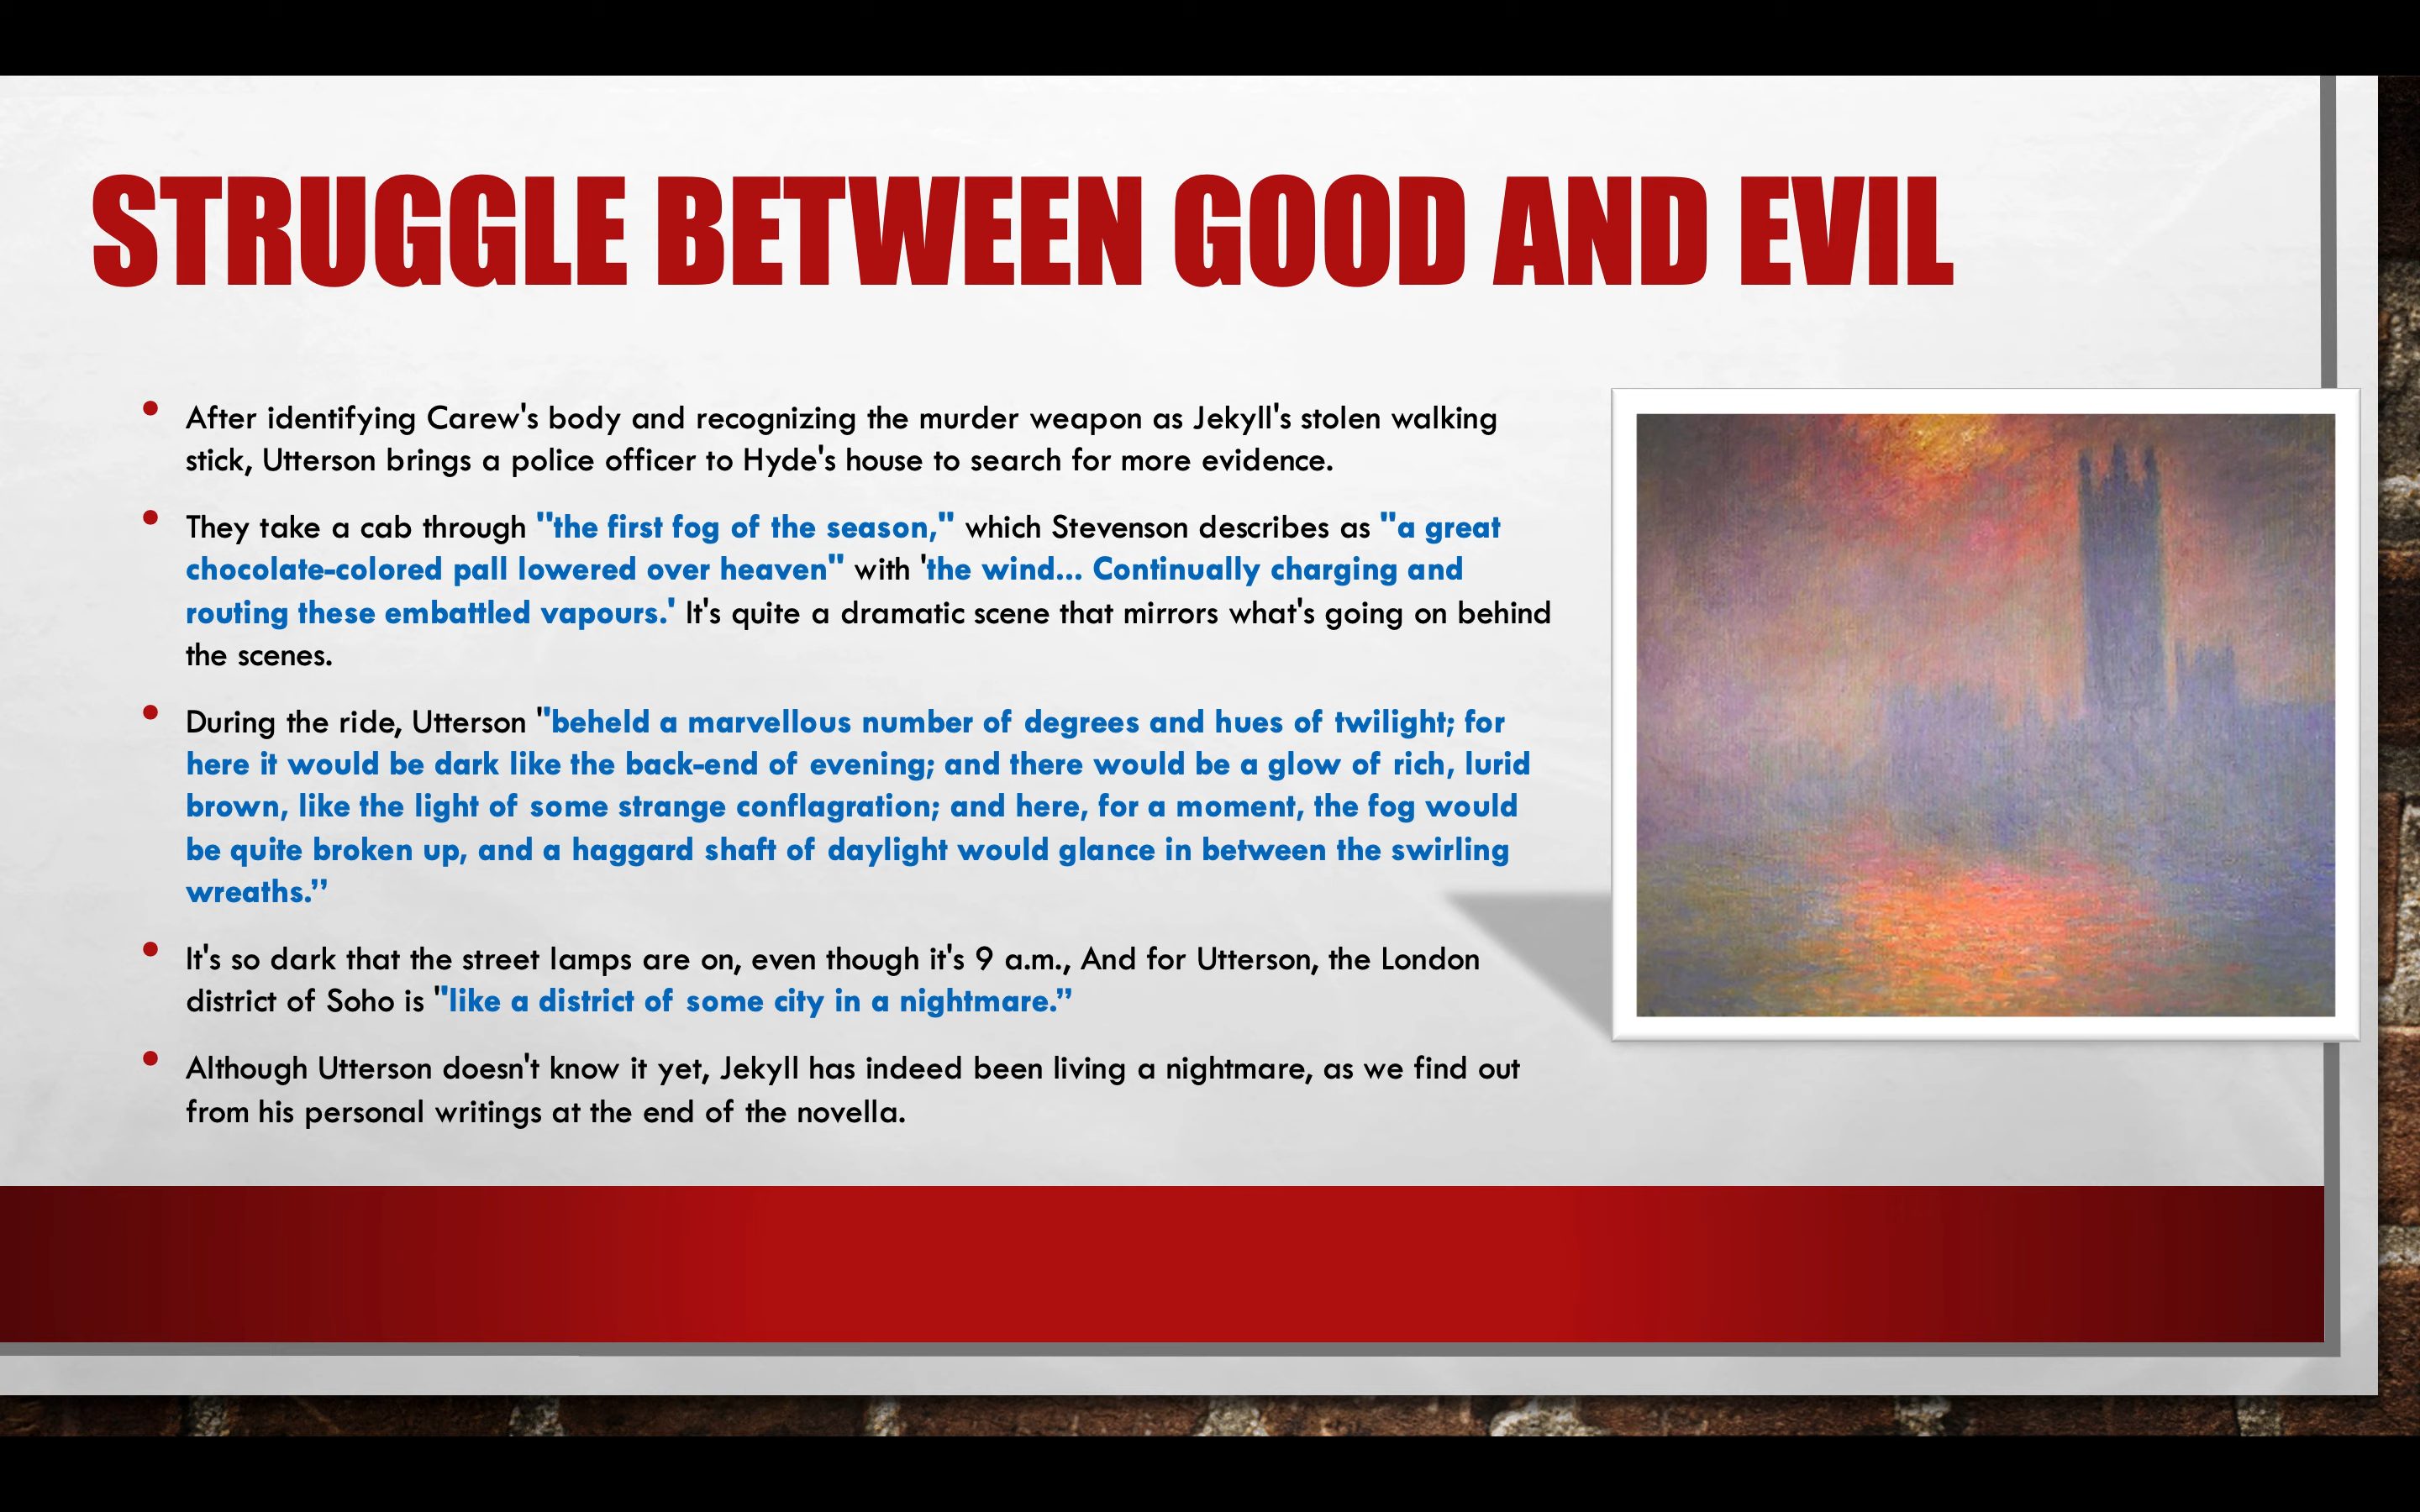 STRUGGLE BETWEEN GOOD AND EVIL
• After identifying Carew's body and recognizing the murder weapon as Jekyll's stolen walking
stick, Utterson brings a police officer to Hyde's house to search for more evidence.
• They take a cab through "the first fog of the season," which Stevenson describes as "a great
chocolate-colored pall lowered over heaven" with 'the wind... Continually charging and
routing these embattled vapours.' It's quite a dramatic scene that mirrors what's going on behind
the scenes.
• During the ride, Utterson "beheld a marvellous number of degrees and hues of twilight; for
here it would be dark like the back-end of evening; and there would be a glow of rich, lurid
brown, like the light of some strange conflagration; and here, for a moment, the fog would
be quite broken up, and a haggard shaft of daylight would glance in between the swirling
wreaths.”
• It's so dark that the street lamps are on, even though it's 9 a.m., And for Utterson, the London
district of Soho is "like a district of some city in a nightmare.”
• Although Utterson doesn't know it yet, Jekyll has indeed been living a nightmare, as we find out
from his personal writings at the end of the novella.